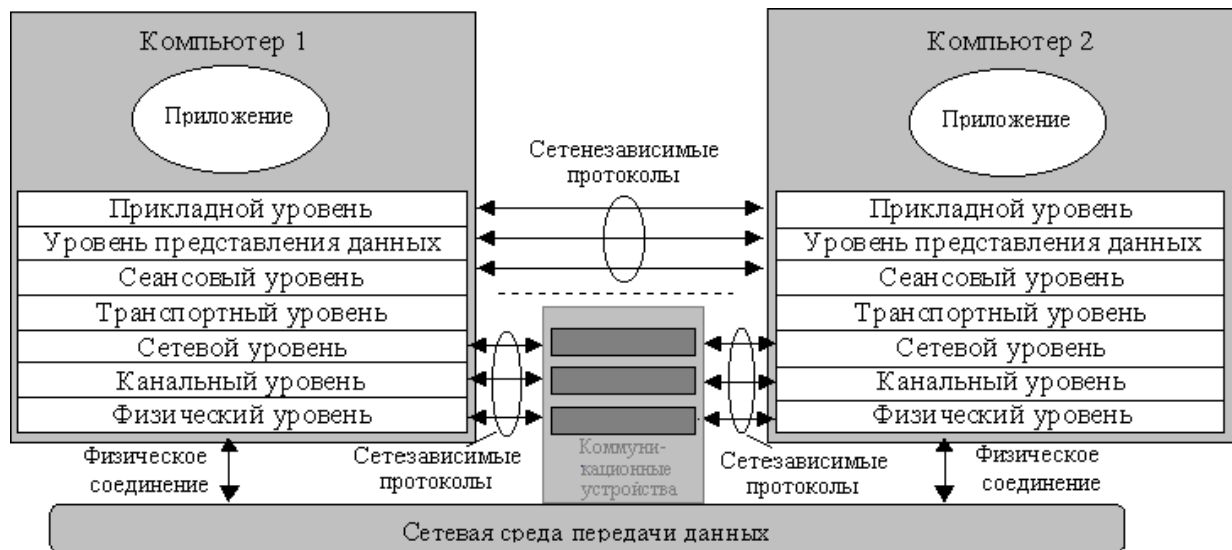 Компьютер 1
Приложение
Прикладной уровень
Уровень представления данных
Сеансовый уровень
Транспортный уровень
Сетевой уровень
Канальный уровень
Физический уровень
Сетенезависимые
протоколы
Компьютер 2
Приложение
Прикладной уровень
Уровень представления данных
Сеансовый уровень
Транспортный уровень
Сетевой уровень
Канальный уровень
Физический уровень
Физическое
соединение
Сетезависимые
протоколы
Коммуни-
кационные
устройства
Сетезависимые
протоколы
Физическое
соединение
Сетевая среда передачи данных